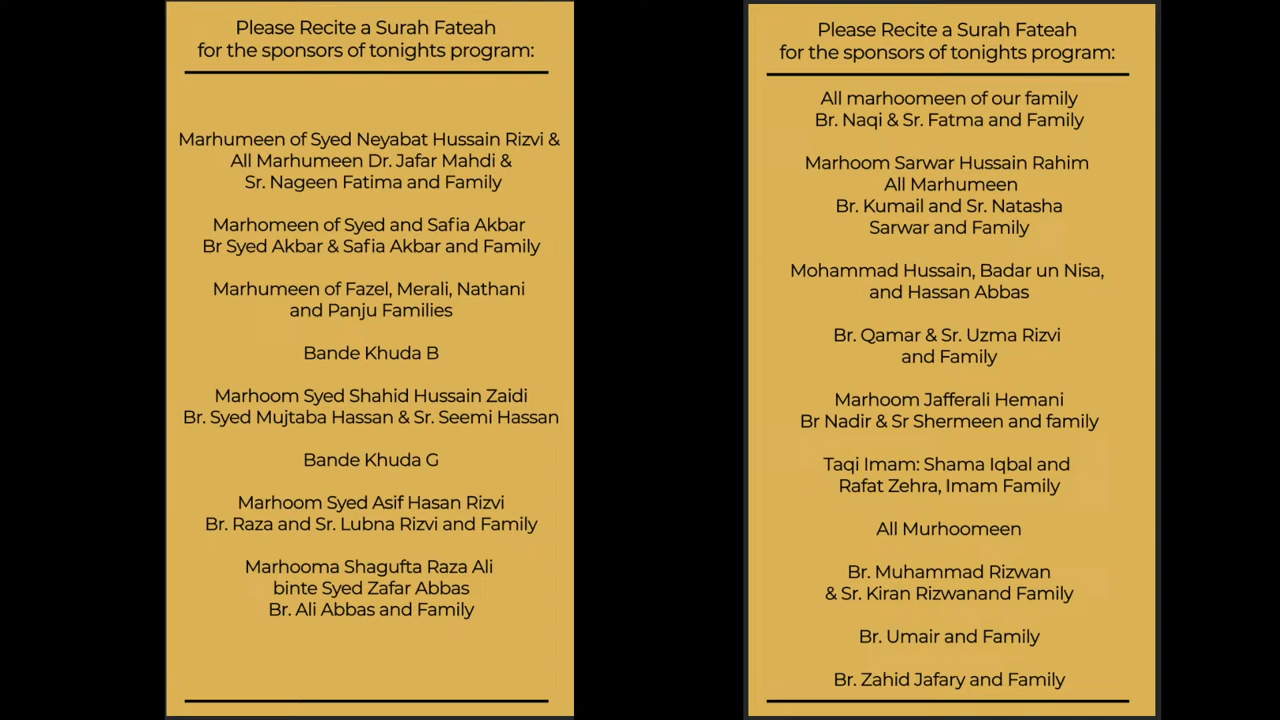 Please Recite a Surah Fateah
for the sponsors of tonights program:
Marhumeen of Syed Neyabat Hussain Rizvi &
All Marhumeen Dr. Jafar Mahdi &
Sr. Nageen Fatima and Family
Marhomeen of Syed and Safia Akbar
Br Syed Akbar & Safia Akbar and Family
Marhumeen of Fazel, Merali, Nathani
and Panju Families
Bande Khuda B
Marhoom Syed Shahid Hussain Zaidi
Br. Syed Mujtaba Hassan & Sr. Seemi Hassan
Bande Khuda G
Marhoom Syed Asif Hasan Rizvi
Br. Raza and Sr. Lubna Rizvi and Family
Marhooma Shagufta Raza Ali
binte Syed Zafar Abbas
Br. Ali Abbas and Family
Please Recite a Surah Fateah
for the sponsors of tonights program:
All marhoomeen of our family
Br. Naqi & Sr. Fatma and Family
Marhoom Sarwar Hussain Rahim
All Marhumeen
Br. Kumail and Sr. Natasha
Sarwar and Family
Mohammad Hussain, Badar un Nisa,
and Hassan Abbas
Br. Qamar & Sr. Uzma Rizvi
and Family
Marhoom Jafferali Hemani
Br Nadir & Sr Shermeen and family
Taqi Imam: Shama Iqbal and
Rafat Zehra, Imam Family
All Murhoomeen
Br. Muhammad Rizwan
& Sr. Kiran Rizwanand Family
Br. Umair and Family
Br. Zahid Jafary and Family